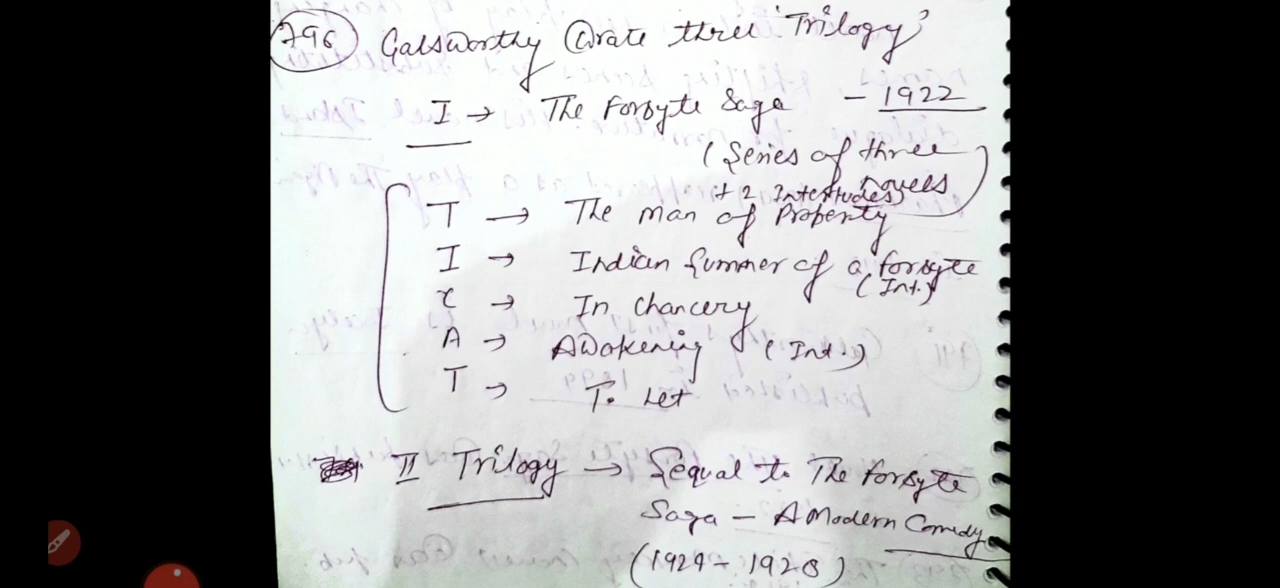 796 Galsworthy Wrote three 'Trilogy'
I → The Forsyte Saga – 1922
(Series of three novels
+ 2 Interludes)
T → The man of Property
I → Indian Summer of a forsyte
(Int.)
I → In Chancery
A → Awakening (Int.)
T → To Let
II Trilogy → Sequal to The Forsyte
Saga – A Modern Comedy
(1924 - 1928)